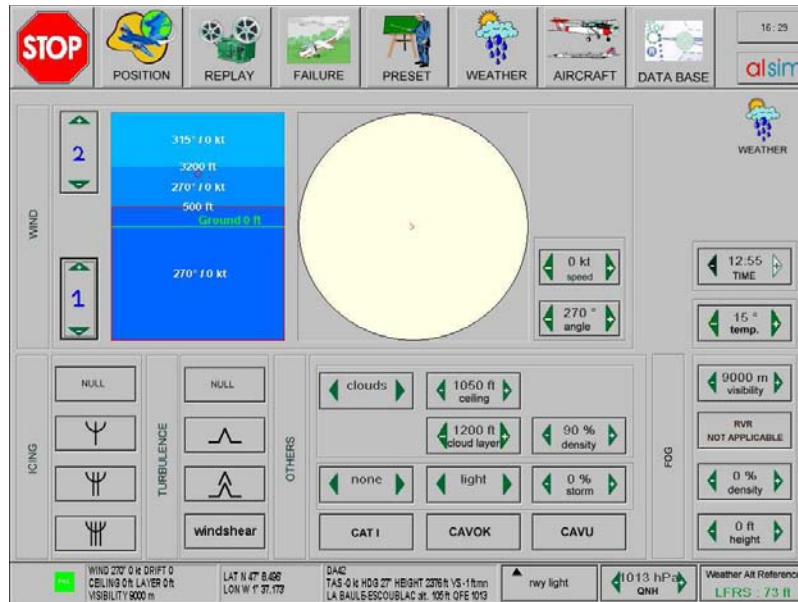 STOP
POSITION
REPLAY
FAILURE
PRESET
WEATHER
AIRCRAFT
DATA BASE
16:29
alsim
WEATHER
WIND
2
1
315° / 0 kt
3200 ft
270° / 0 kt
500 ft
Ground 0 ft
270° / 0 kt
0 kt
speed
270 °
angle
12:55
TIME
15 °
temp.
ICING
NULL
TURBULENCE
NULL
windshear
OTHERS
clouds
1050 ft
ceiling
1200 ft
cloud layer
90 %
density
none
light
0 %
storm
CAT I
CAVOK
CAVU
FOG
9000 m
visibility
RVR
NOT APPLICABLE
0 %
density
0 ft
height
WIND 270° 0 kt DRIFT 0
CEILING 0 ft LAYER 0 ft
VISIBILITY 9000 m
LAT N 47° 8.496'
LON W 1° 37.173
DA42
TAS -0 kt HDG 27° HEIGHT 2376 ft VS -1 ft/mn
LA BAULE-ESCOUBLAC alt. 105 ft QFE 1013
rwy light
1013 hPa
QNH
Weather Alt Reference
LFRS : 73 ft